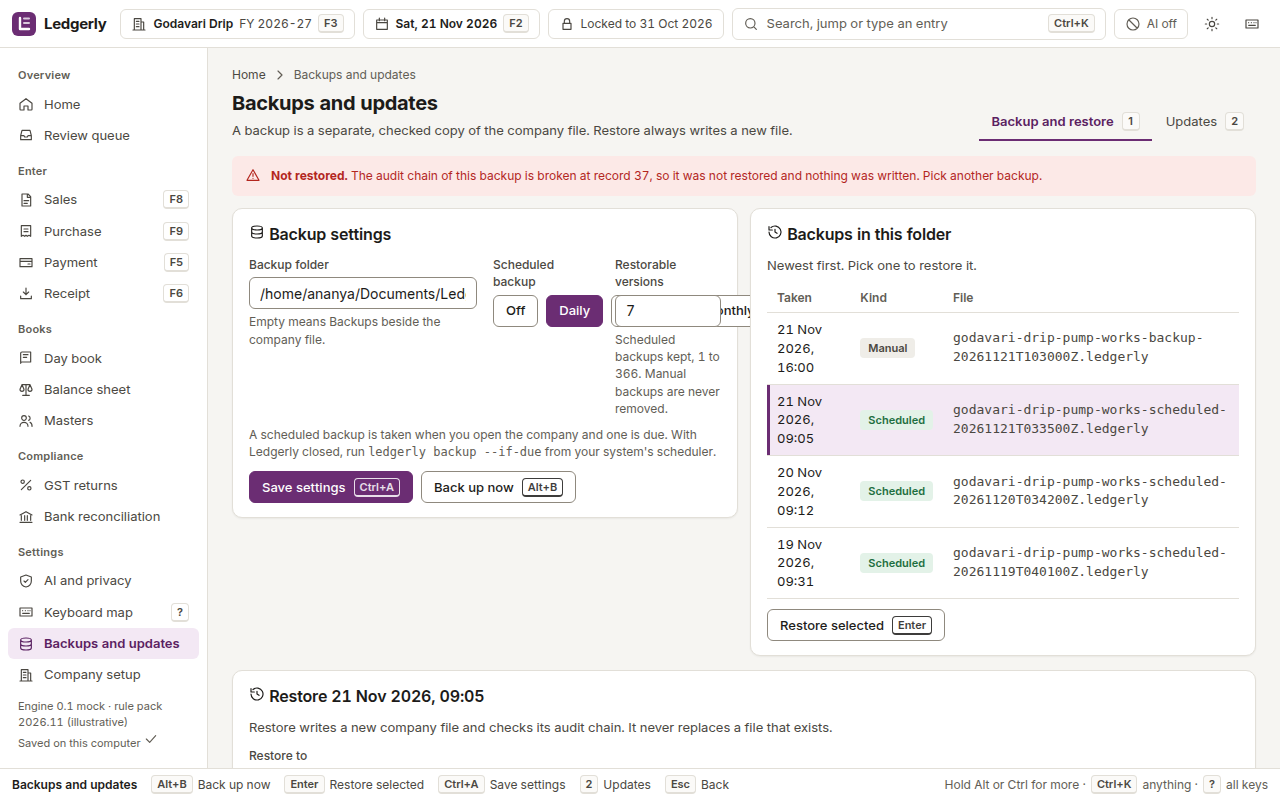 Ledgerly
Godavari Drip FY 2026-27 F3
Sat, 21 Nov 2026 F2
Locked to 31 Oct 2026
Search, jump or type an entry Ctrl+K
AI off
Overview
Home
Review queue
Enter
Sales F8
Purchase F9
Payment F5
Receipt F6
Books
Day book
Balance sheet
Masters
Compliance
GST returns
Bank reconciliation
Settings
AI and privacy
Keyboard map ?
Backups and updates
Company setup
Engine 0.1 mock · rule pack
2026.11 (illustrative)
Saved on this computer
Home > Backups and updates
Backups and updates
A backup is a separate, checked copy of the company file. Restore always writes a new file.
Backup and restore 1
Updates 2
Not restored. The audit chain of this backup is broken at record 37, so it was not restored and nothing was written. Pick another backup.
Backup settings
Backup folder
/home/ananya/Documents/Led
Empty means Backups beside the
company file.
Scheduled
backup
Off Daily
onthly
Restorable
versions
7
Scheduled
backups kept, 1 to
366. Manual
backups are never
removed.
A scheduled backup is taken when you open the company and one is due. With
Ledgerly closed, run ledgerly backup --if-due from your system's scheduler.
Save settings Ctrl+A
Back up now Alt+B
Backups in this folder
Newest first. Pick one to restore it.
Taken Kind File
21 Nov
2026,
16:00
Manual
godavari-drip-pump-works-backup-
20261121T103000Z.ledgerly
21 Nov
2026,
09:05
Scheduled
godavari-drip-pump-works-scheduled-
20261121T033500Z.ledgerly
20 Nov
2026,
09:12
Scheduled
godavari-drip-pump-works-scheduled-
20261120T034200Z.ledgerly
19 Nov
2026,
09:31
Scheduled
godavari-drip-pump-works-scheduled-
20261119T040100Z.ledgerly
Restore selected Enter
Restore 21 Nov 2026, 09:05
Restore writes a new company file and checks its audit chain. It never replaces a file that exists.
Restore to
Backups and updates Alt+B Back up now Enter Restore selected Ctrl+A Save settings 2 Updates Esc Back
Hold Alt or Ctrl for more · Ctrl+K anything · ? all keys